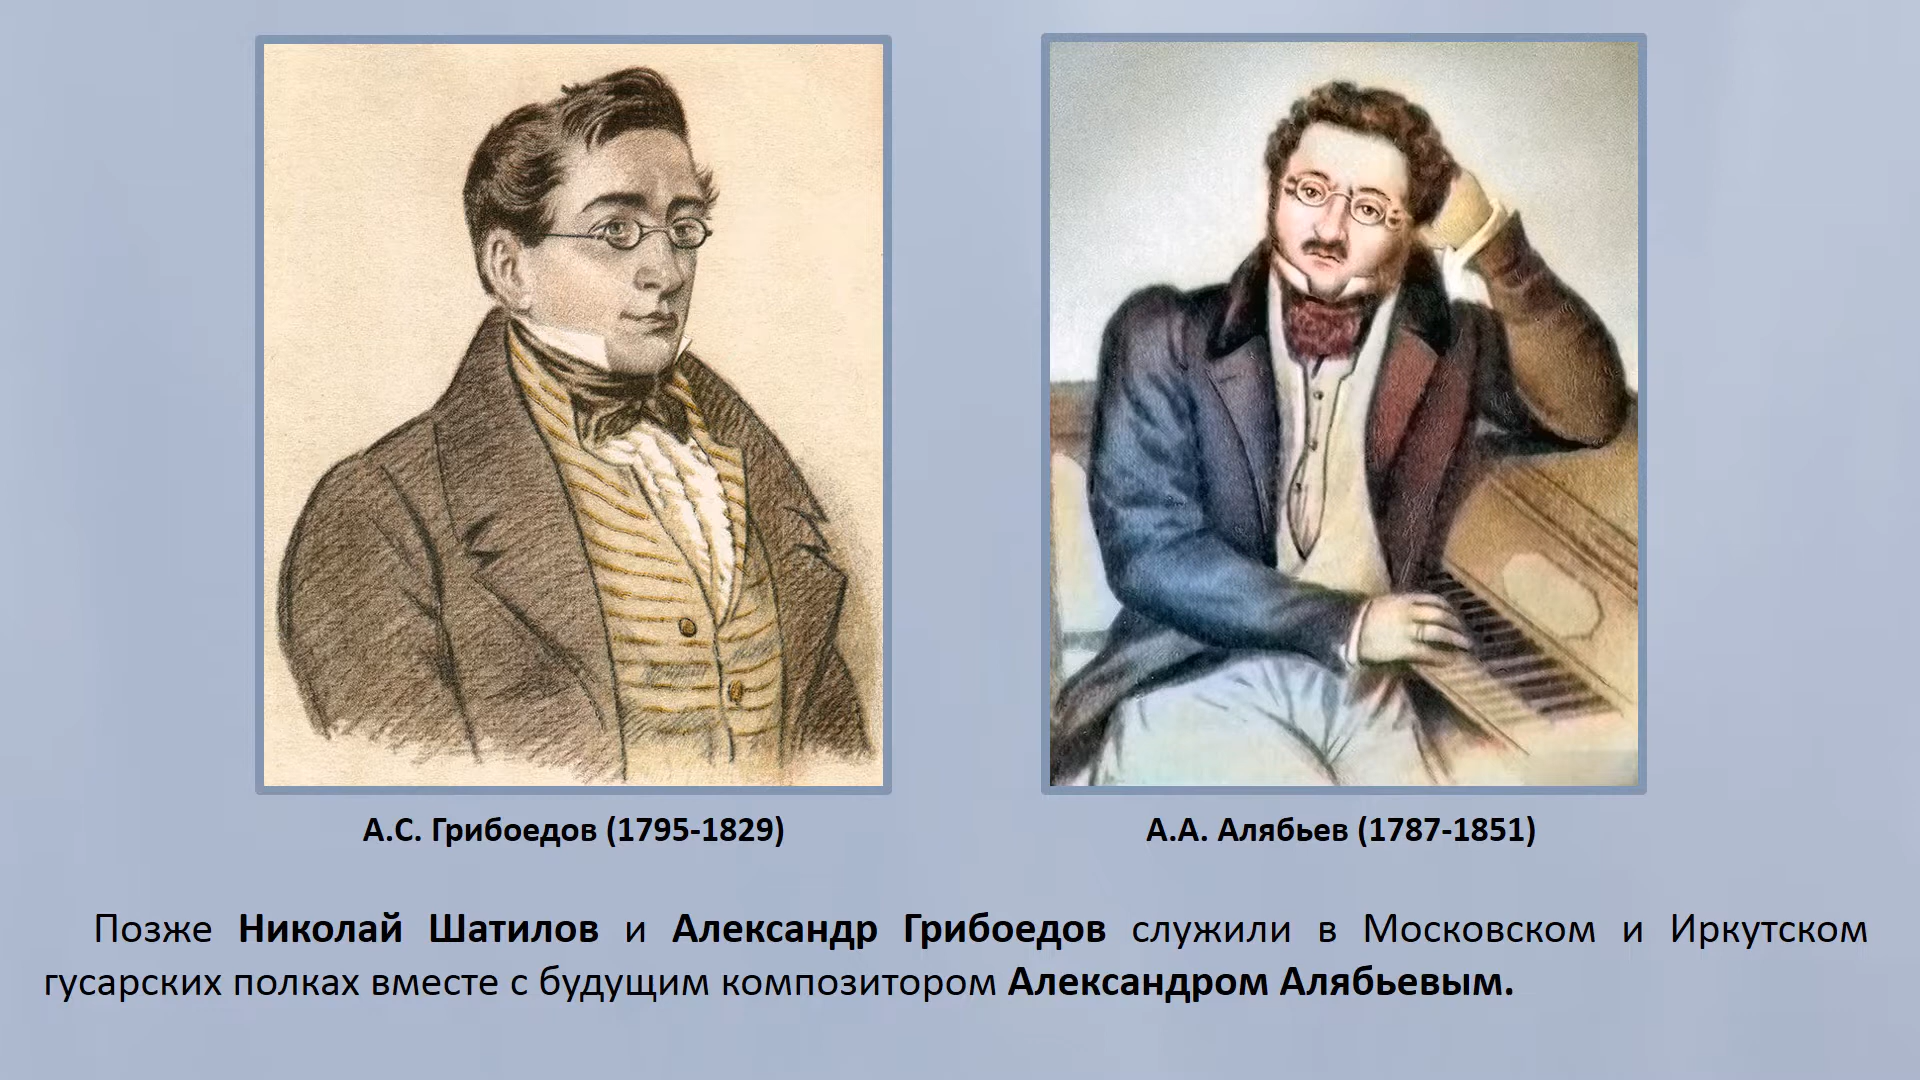 А.С. Грибоедов (1795-1829)
А.А. Алябьев (1787-1851)
Позже Николай Шатилов и Александр Грибоедов служили в Московском и Иркутском
гусарских полках вместе с будущим композитором Александром Алябьевым.